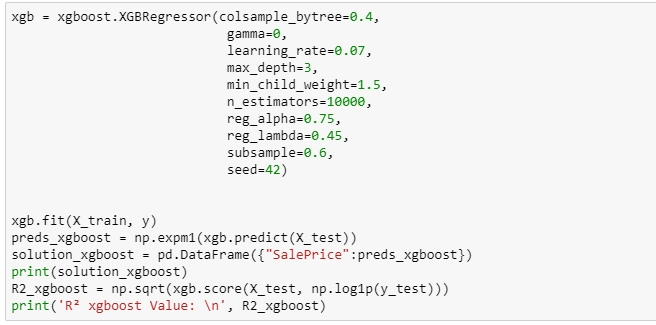 xgb = xgboost.XGBRegressor(colsample_bytree=0.4,
gamma=0,
learning_rate=0.07,
max_depth=3,
min_child_weight=1.5,
n_estimators=10000,
reg_alpha=0.75,
reg_lambda=0.45,
subsample=0.6,
seed=42)
xgb.fit(X_train, y)
preds_xgboost = np.expm1(xgb.predict(X_test))
solution_xgboost = pd.DataFrame({"SalePrice":preds_xgboost})
print(solution_xgboost)
R2_xgboost = np.sqrt(xgb.score(X_test, np.log1p(y_test)))
print('R² xgboost Value: \n', R2_xgboost)